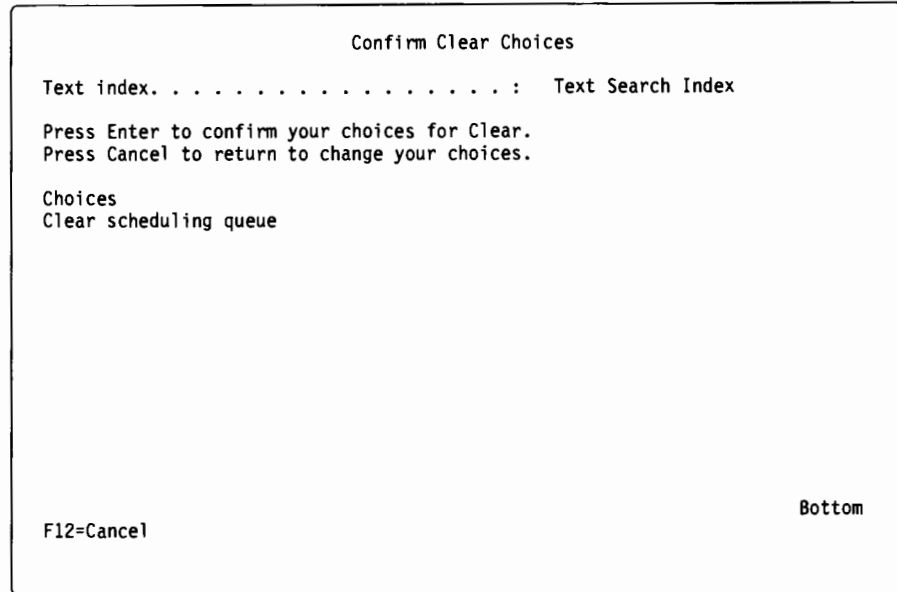 Confirm Clear Choices
Text index. . . . . . . . . . . . . . . . . :   Text Search Index
Press Enter to confirm your choices for Clear.
Press Cancel to return to change your choices.
Choices
Clear scheduling queue
Bottom
F12=Cancel